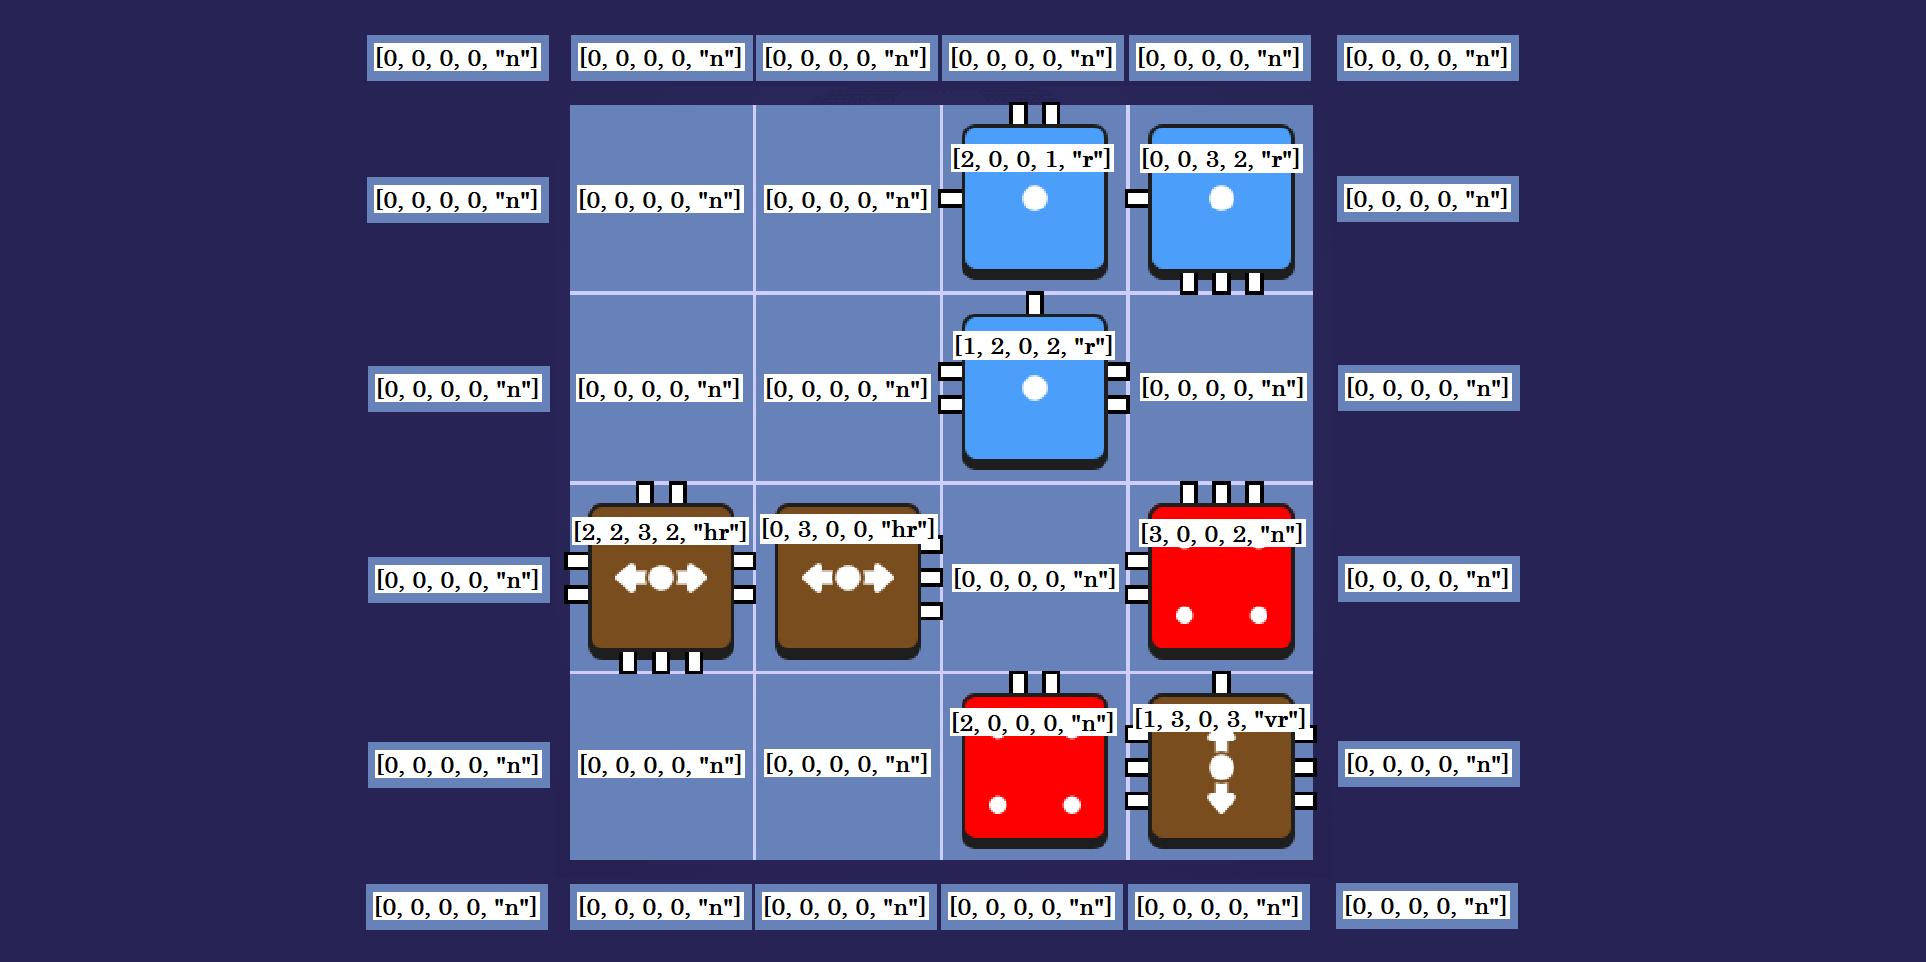 [0, 0, 0, 0, "n"] [0, 0, 0, 0, "n"] [0, 0, 0, 0, "n"] [0, 0, 0, 0, "n"] [0, 0, 0, 0, "n"] [0, 0, 0, 0, "n"]
[0, 0, 0, 0, "n"] [0, 0, 0, 0, "n"] [0, 0, 0, 0, "n"] [2, 0, 0, 1, "r"] [0, 0, 3, 2, "r"] [0, 0, 0, 0, "n"]
[0, 0, 0, 0, "n"] [0, 0, 0, 0, "n"] [0, 0, 0, 0, "n"] [1, 2, 0, 2, "r"] [0, 0, 0, 0, "n"] [0, 0, 0, 0, "n"]
[0, 0, 0, 0, "n"] [2, 2, 3, 2, "hr"] [0, 3, 0, 0, "hr"] [0, 0, 0, 0, "n"] [3, 0, 0, 2, "n"] [0, 0, 0, 0, "n"]
[0, 0, 0, 0, "n"] [0, 0, 0, 0, "n"] [0, 0, 0, 0, "n"] [2, 0, 0, 0, "n"] [1, 3, 0, 3, "vr"] [0, 0, 0, 0, "n"]
[0, 0, 0, 0, "n"] [0, 0, 0, 0, "n"] [0, 0, 0, 0, "n"] [0, 0, 0, 0, "n"] [0, 0, 0, 0, "n"] [0, 0, 0, 0, "n"]